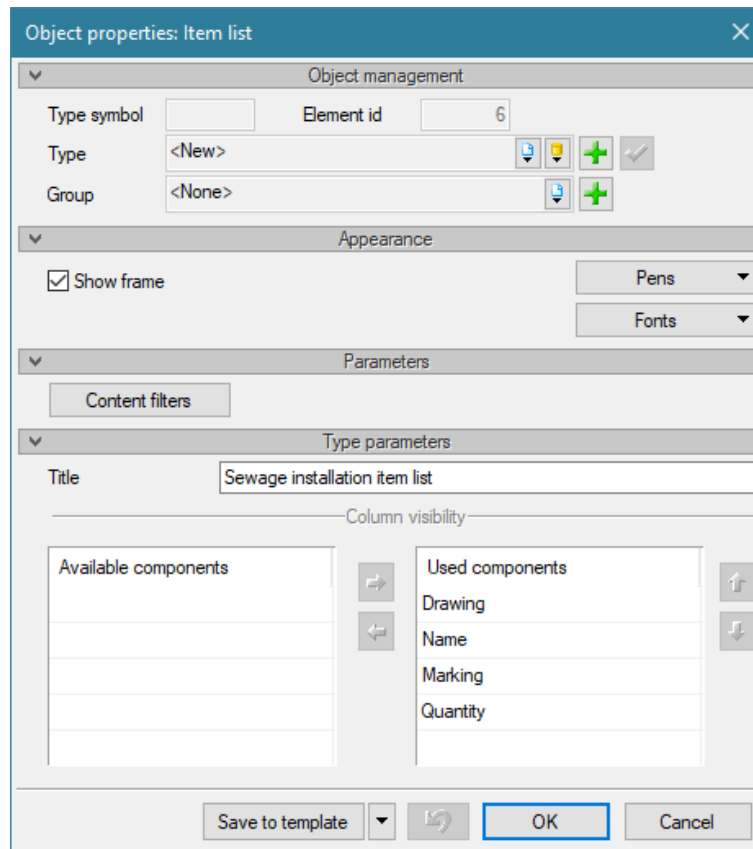 Object properties: Item list
Object management
Type symbol Element id 6
Type <New>
Group <None>
Appearance
Show frame Pens
Fonts
Parameters
Content filters
Type parameters
Title Sewage installation item list
Column visibility
Available components Used components
Drawing
Name
Marking
Quantity
Save to template OK Cancel